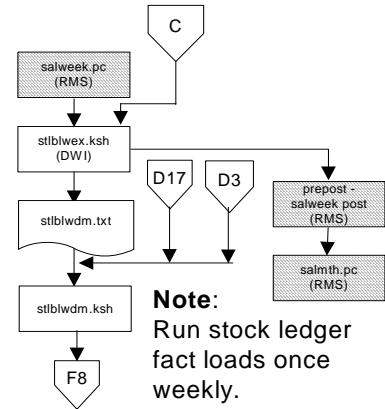 C
salweek.pc
(RMS)
stlblwex.ksh
(DWI)
D17
D3
prepost -
salweek post
(RMS)
stlblwdm.txt
salmth.pc
(RMS)
stlblwdm.ksh
Note:
Run stock ledger
fact loads once
weekly.
F8